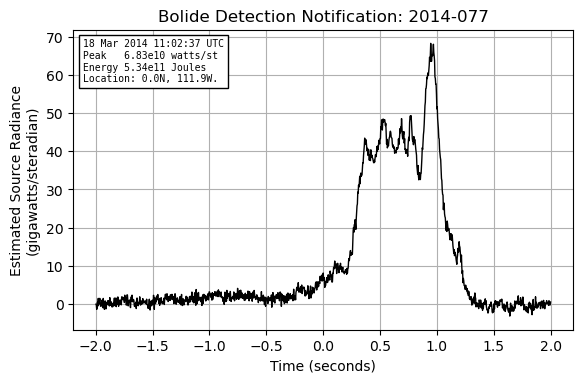 Bolide Detection Notification: 2014-077
18 Mar 2014 11:02:37 UTC
Peak   6.83e10 watts/st
Energy 5.34e11 Joules
Location: 0.0N, 111.9W.
Estimated Source Radiance
(gigawatts/steradian)
70
60
50
40
30
20
10
0
−2.0 −1.5 −1.0 −0.5 0.0 0.5 1.0 1.5 2.0
Time (seconds)